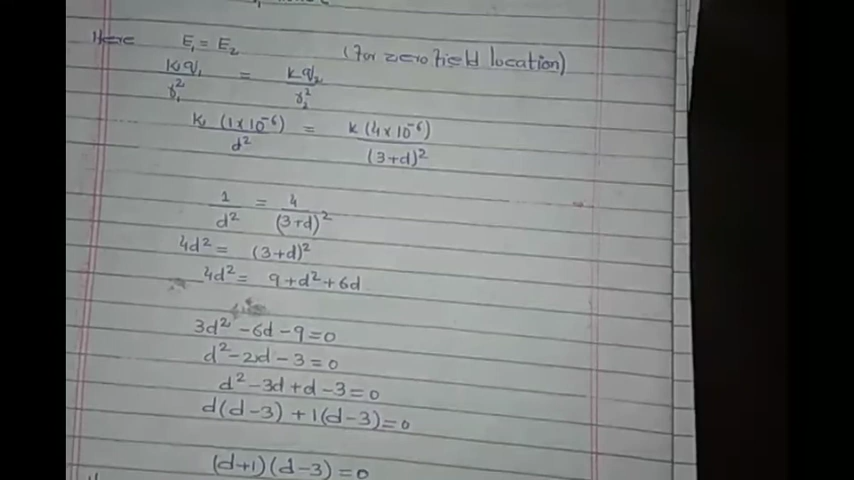 Here E₁ = E₂ (For zero field location)
kq₁/r₁² = kq₂/r₂²
k (1×10⁻⁶)/d² = k (4×10⁻⁶)/(3+d)²
1/d² = 4/(3+d)²
4d² = (3+d)²
4d² = 9+d²+6d
3d² -6d -9 = 0
d² -2d -3 = 0
d² -3d +d -3 = 0
d(d-3) +1(d-3) = 0
(d+1)(d-3) = 0